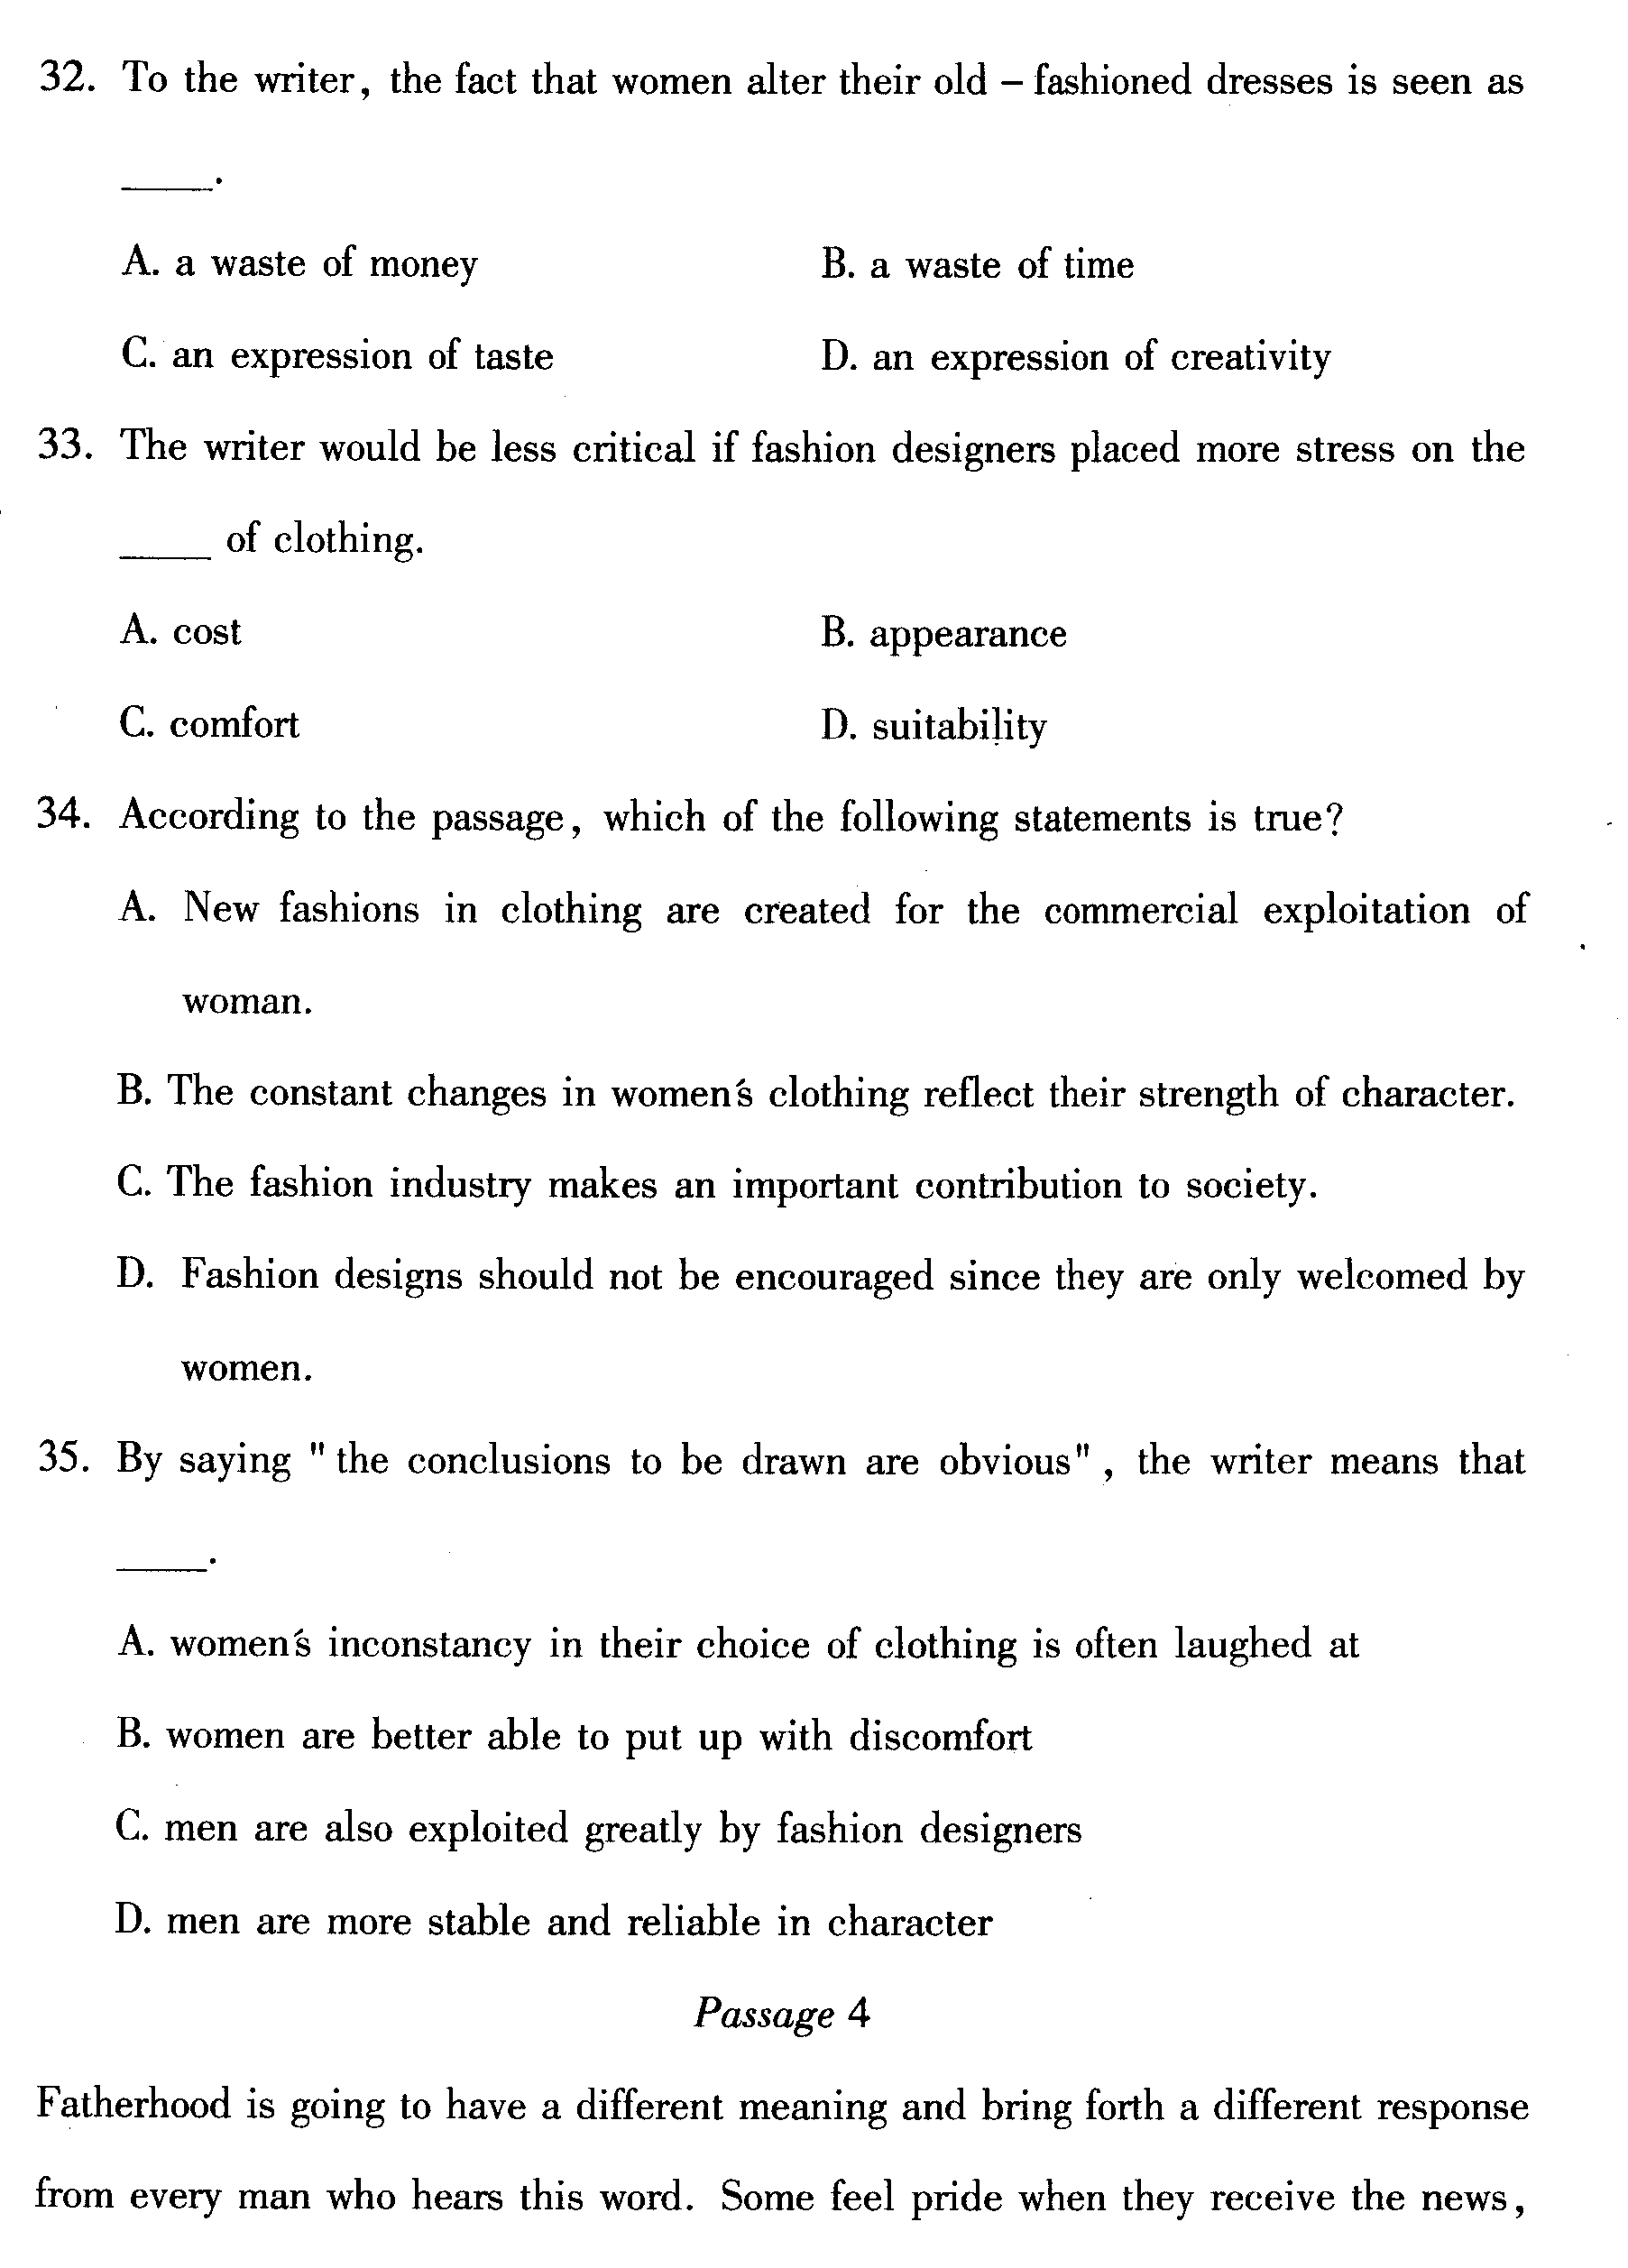 32. To the writer, the fact that women alter their old – fashioned dresses is seen as
____.
A. a waste of money B. a waste of time
C. an expression of taste D. an expression of creativity
33. The writer would be less critical if fashion designers placed more stress on the
____ of clothing.
A. cost B. appearance
C. comfort D. suitability
34. According to the passage, which of the following statements is true?
A. New fashions in clothing are created for the commercial exploitation of
woman.
B. The constant changes in women's clothing reflect their strength of character.
C. The fashion industry makes an important contribution to society.
D. Fashion designs should not be encouraged since they are only welcomed by
women.
35. By saying "the conclusions to be drawn are obvious", the writer means that
____.
A. women's inconstancy in their choice of clothing is often laughed at
B. women are better able to put up with discomfort
C. men are also exploited greatly by fashion designers
D. men are more stable and reliable in character
Passage 4
Fatherhood is going to have a different meaning and bring forth a different response
from every man who hears this word. Some feel pride when they receive the news,